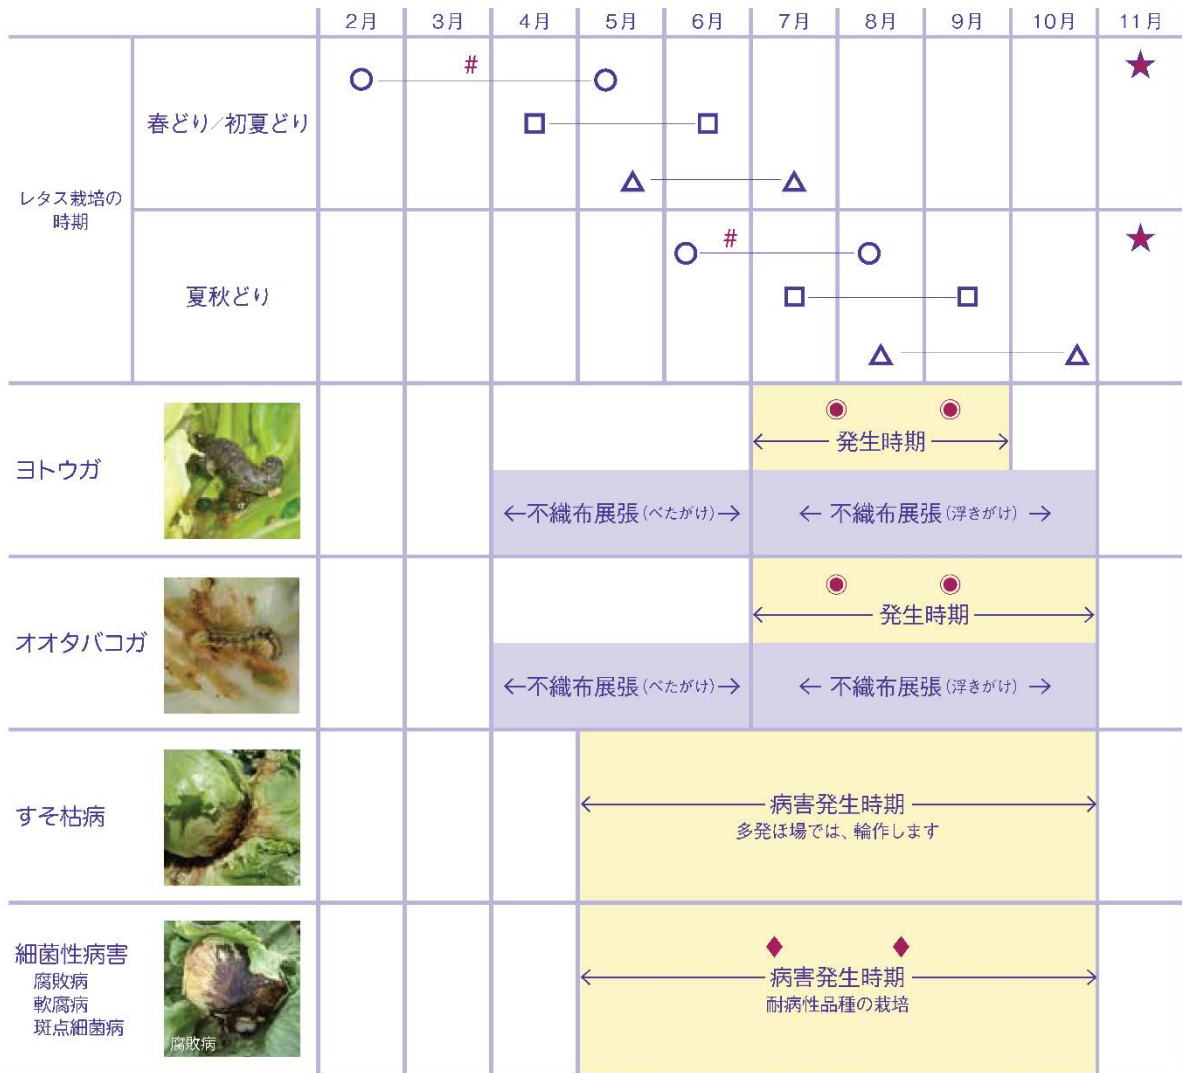 2月 3月 4月 5月 6月 7月 8月 9月 10月 11月
レタス栽培の
時期
春どり／初夏どり
#
夏秋どり
#
ヨトウガ
発生時期
不織布展張(べたがけ) 不織布展張(浮きがけ)
オオタバコガ
発生時期
不織布展張(べたがけ) 不織布展張(浮きがけ)
すそ枯病
病害発生時期
多発ほ場では、輪作します
細菌性病害
腐敗病
軟腐病
斑点細菌病
腐敗病
病害発生時期
耐病性品種の栽培